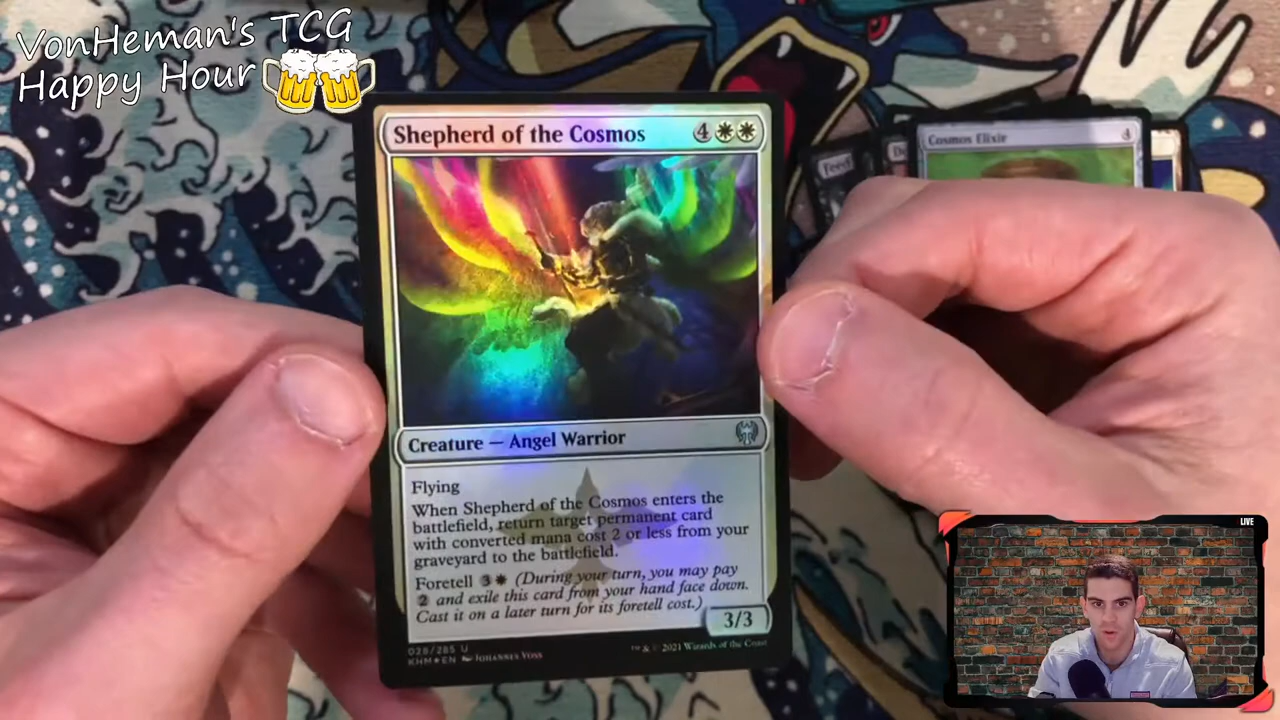 VonHeman's TCG
Happy Hour
Shepherd of the Cosmos 4
Creature — Angel Warrior
Flying
When Shepherd of the Cosmos enters the
battlefield, return target permanent card
with converted mana cost 2 or less from your
graveyard to the battlefield.
Foretell 3 (During your turn, you may pay
2 and exile this card from your hand face down.
Cast it on a later turn for its foretell cost.)
3/3
028/285 U
KHM • EN Johannes Voss
™ & © 2021 Wizards of the Coast
Feed
Cosmos Elixir 4
LIVE